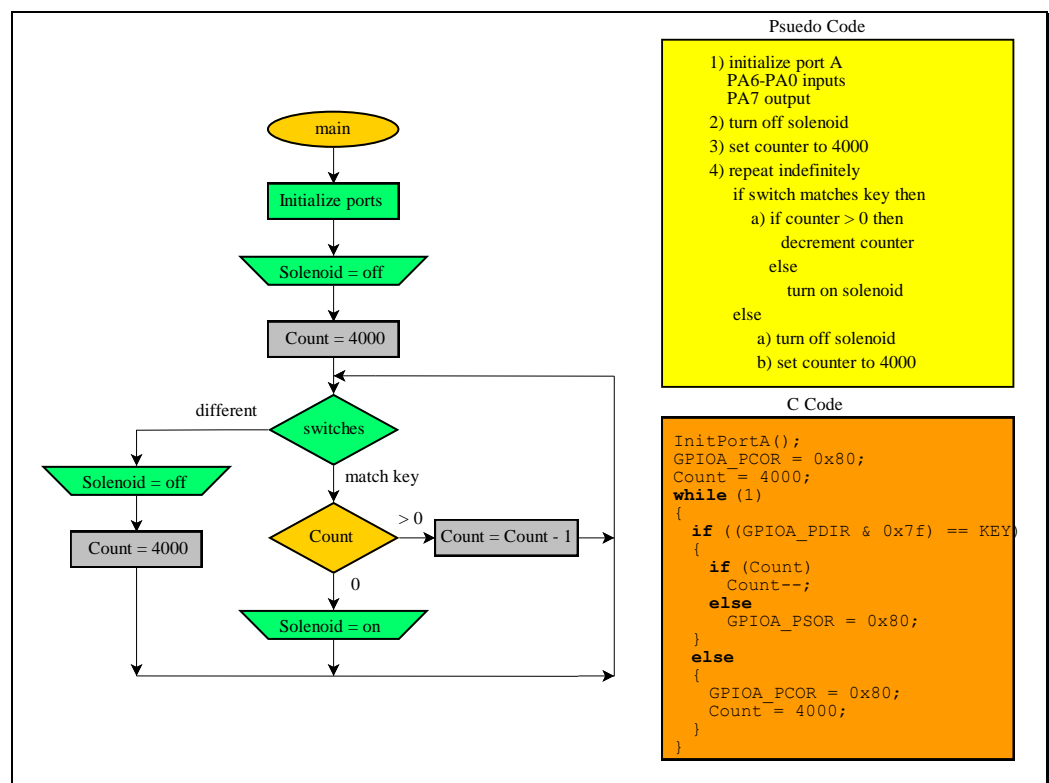 main
Initialize ports
Solenoid = off
Count = 4000
different
switches
match key
Solenoid = off
Count = 4000
Count
> 0
Count = Count - 1
0
Solenoid = on
Psuedo Code
1) initialize port A
PA6-PA0 inputs
PA7 output
2) turn off solenoid
3) set counter to 4000
4) repeat indefinitely
if switch matches key then
a) if counter > 0 then
decrement counter
else
turn on solenoid
else
a) turn off solenoid
b) set counter to 4000
C Code
InitPortA();
GPIOA_PCOR = 0x80;
Count = 4000;
while (1)
{
if ((GPIOA_PDIR & 0x7f) == KEY)
{
if (Count)
Count--;
else
GPIOA_PSOR = 0x80;
}
else
{
GPIOA_PCOR = 0x80;
Count = 4000;
}
}